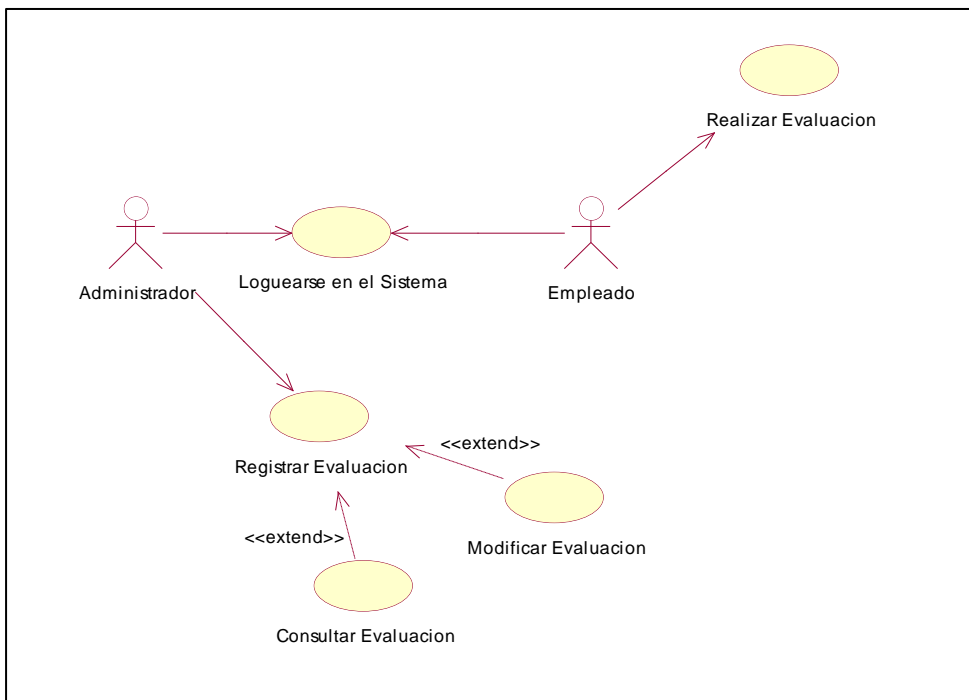 Realizar Evaluacion
Administrador
Loguearse en el Sistema
Empleado
Registrar Evaluacion
<<extend>>
Modificar Evaluacion
<<extend>>
Consultar Evaluacion